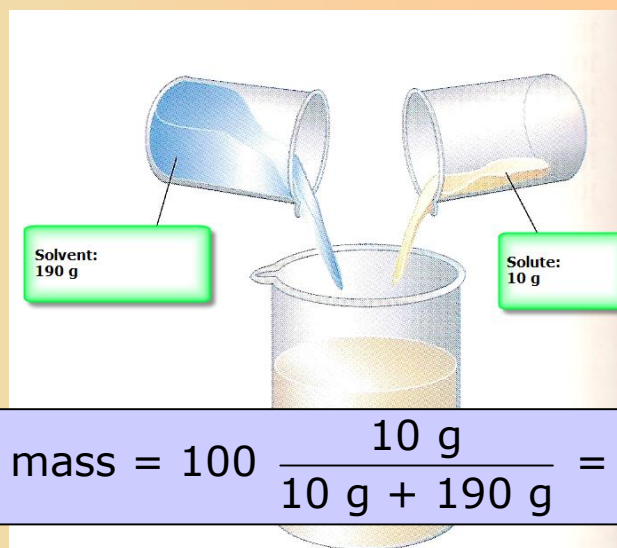 Solvent:
190 g
Solute:
10 g
mass = 100 10 g / 10 g + 190 g =